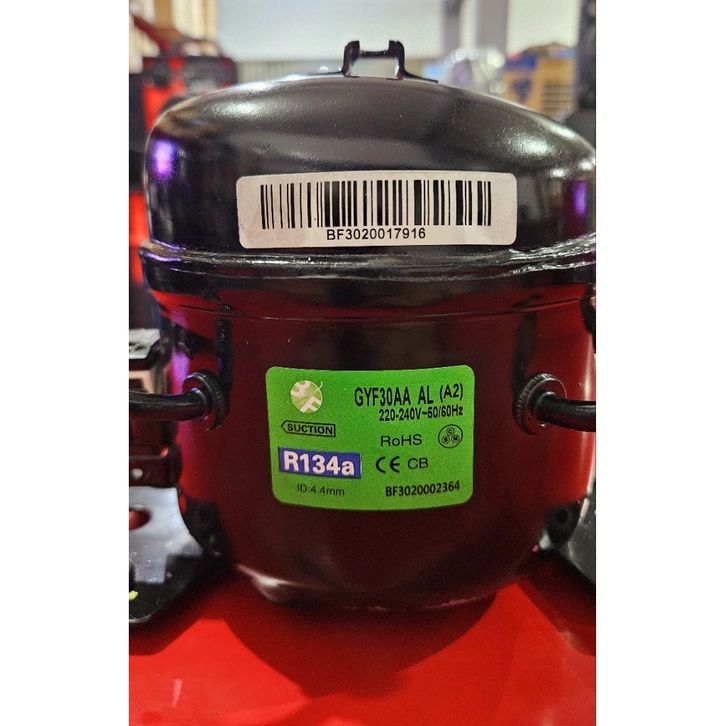 BF3020017916
GYF30AA AL (A2)
220-240V~50/60Hz
SUCTION
RoHS
R134a
CE CB
ID:4.4mm
BF3020002364